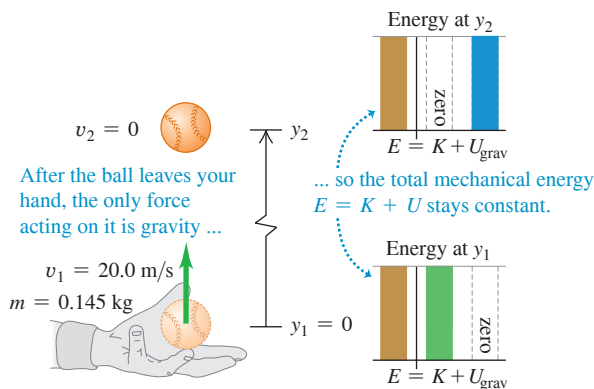 Energy at y2
zero
E = K + Ugrav
v2 = 0
y2
After the ball leaves your
hand, the only force
acting on it is gravity ...
... so the total mechanical energy
E = K + U stays constant.
v1 = 20.0 m/s
m = 0.145 kg
y1 = 0
Energy at y1
zero
E = K + Ugrav